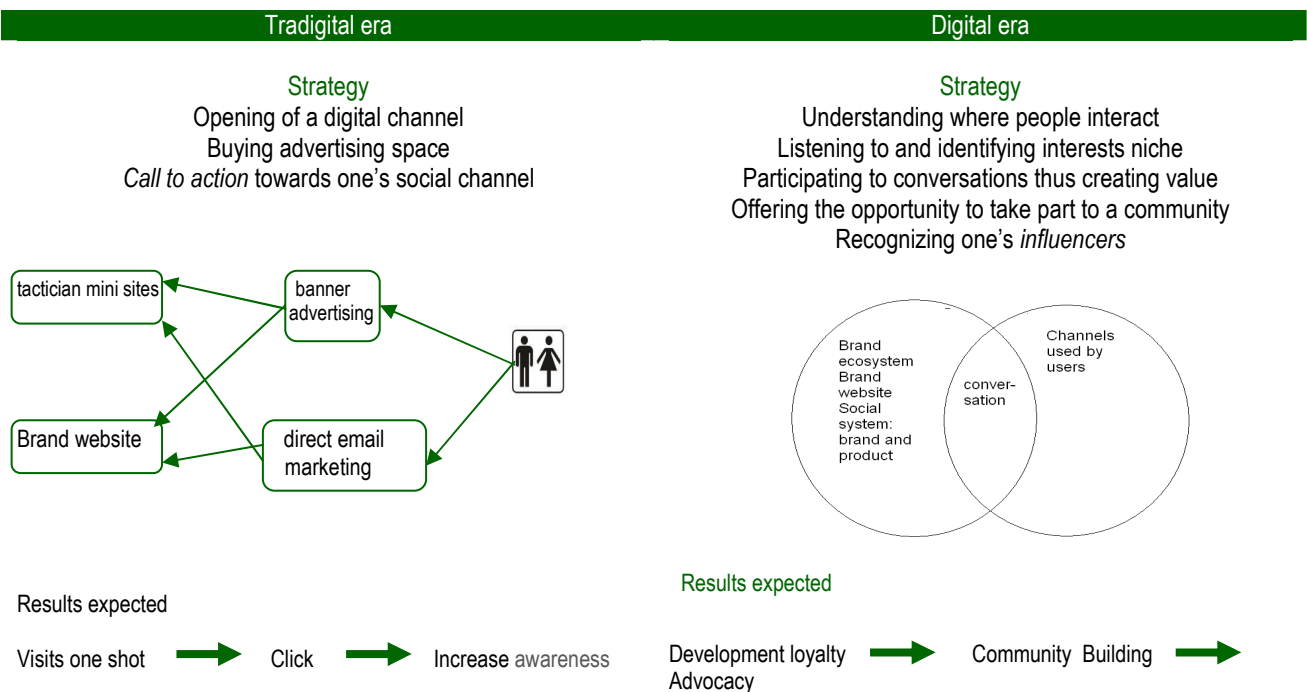 Tradigital era
Strategy
Opening of a digital channel
Buying advertising space
Call to action towards one's social channel
tactician mini sites
banner
advertising
Brand website
direct email
marketing
Results expected
Visits one shot
Click
Increase awareness
Digital era
Strategy
Understanding where people interact
Listening to and identifying interests niche
Participating to conversations thus creating value
Offering the opportunity to take part to a community
Recognizing one's influencers
Brand
ecosystem
Brand
website
Social
system:
brand and
product
conver-
sation
Channels
used by
users
Results expected
Development loyalty
Community Building
Advocacy